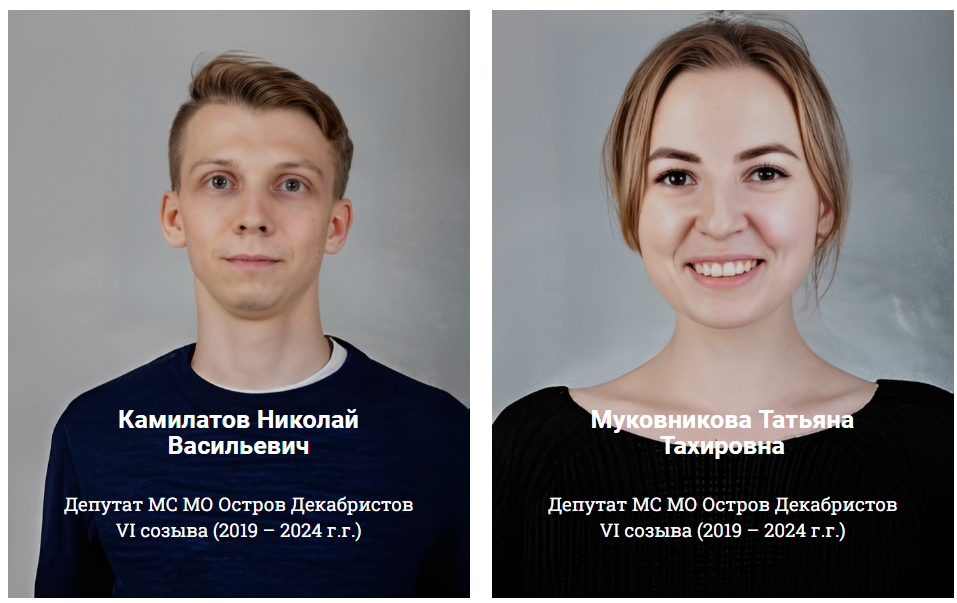 Камилатов Николай
Васильевич
Депутат МС МО Остров Декабристов
VI созыва (2019 – 2024 г.г.)
Муковникова Татьяна
Тахировна
Депутат МС МО Остров Декабристов
VI созыва (2019 – 2024 г.г.)